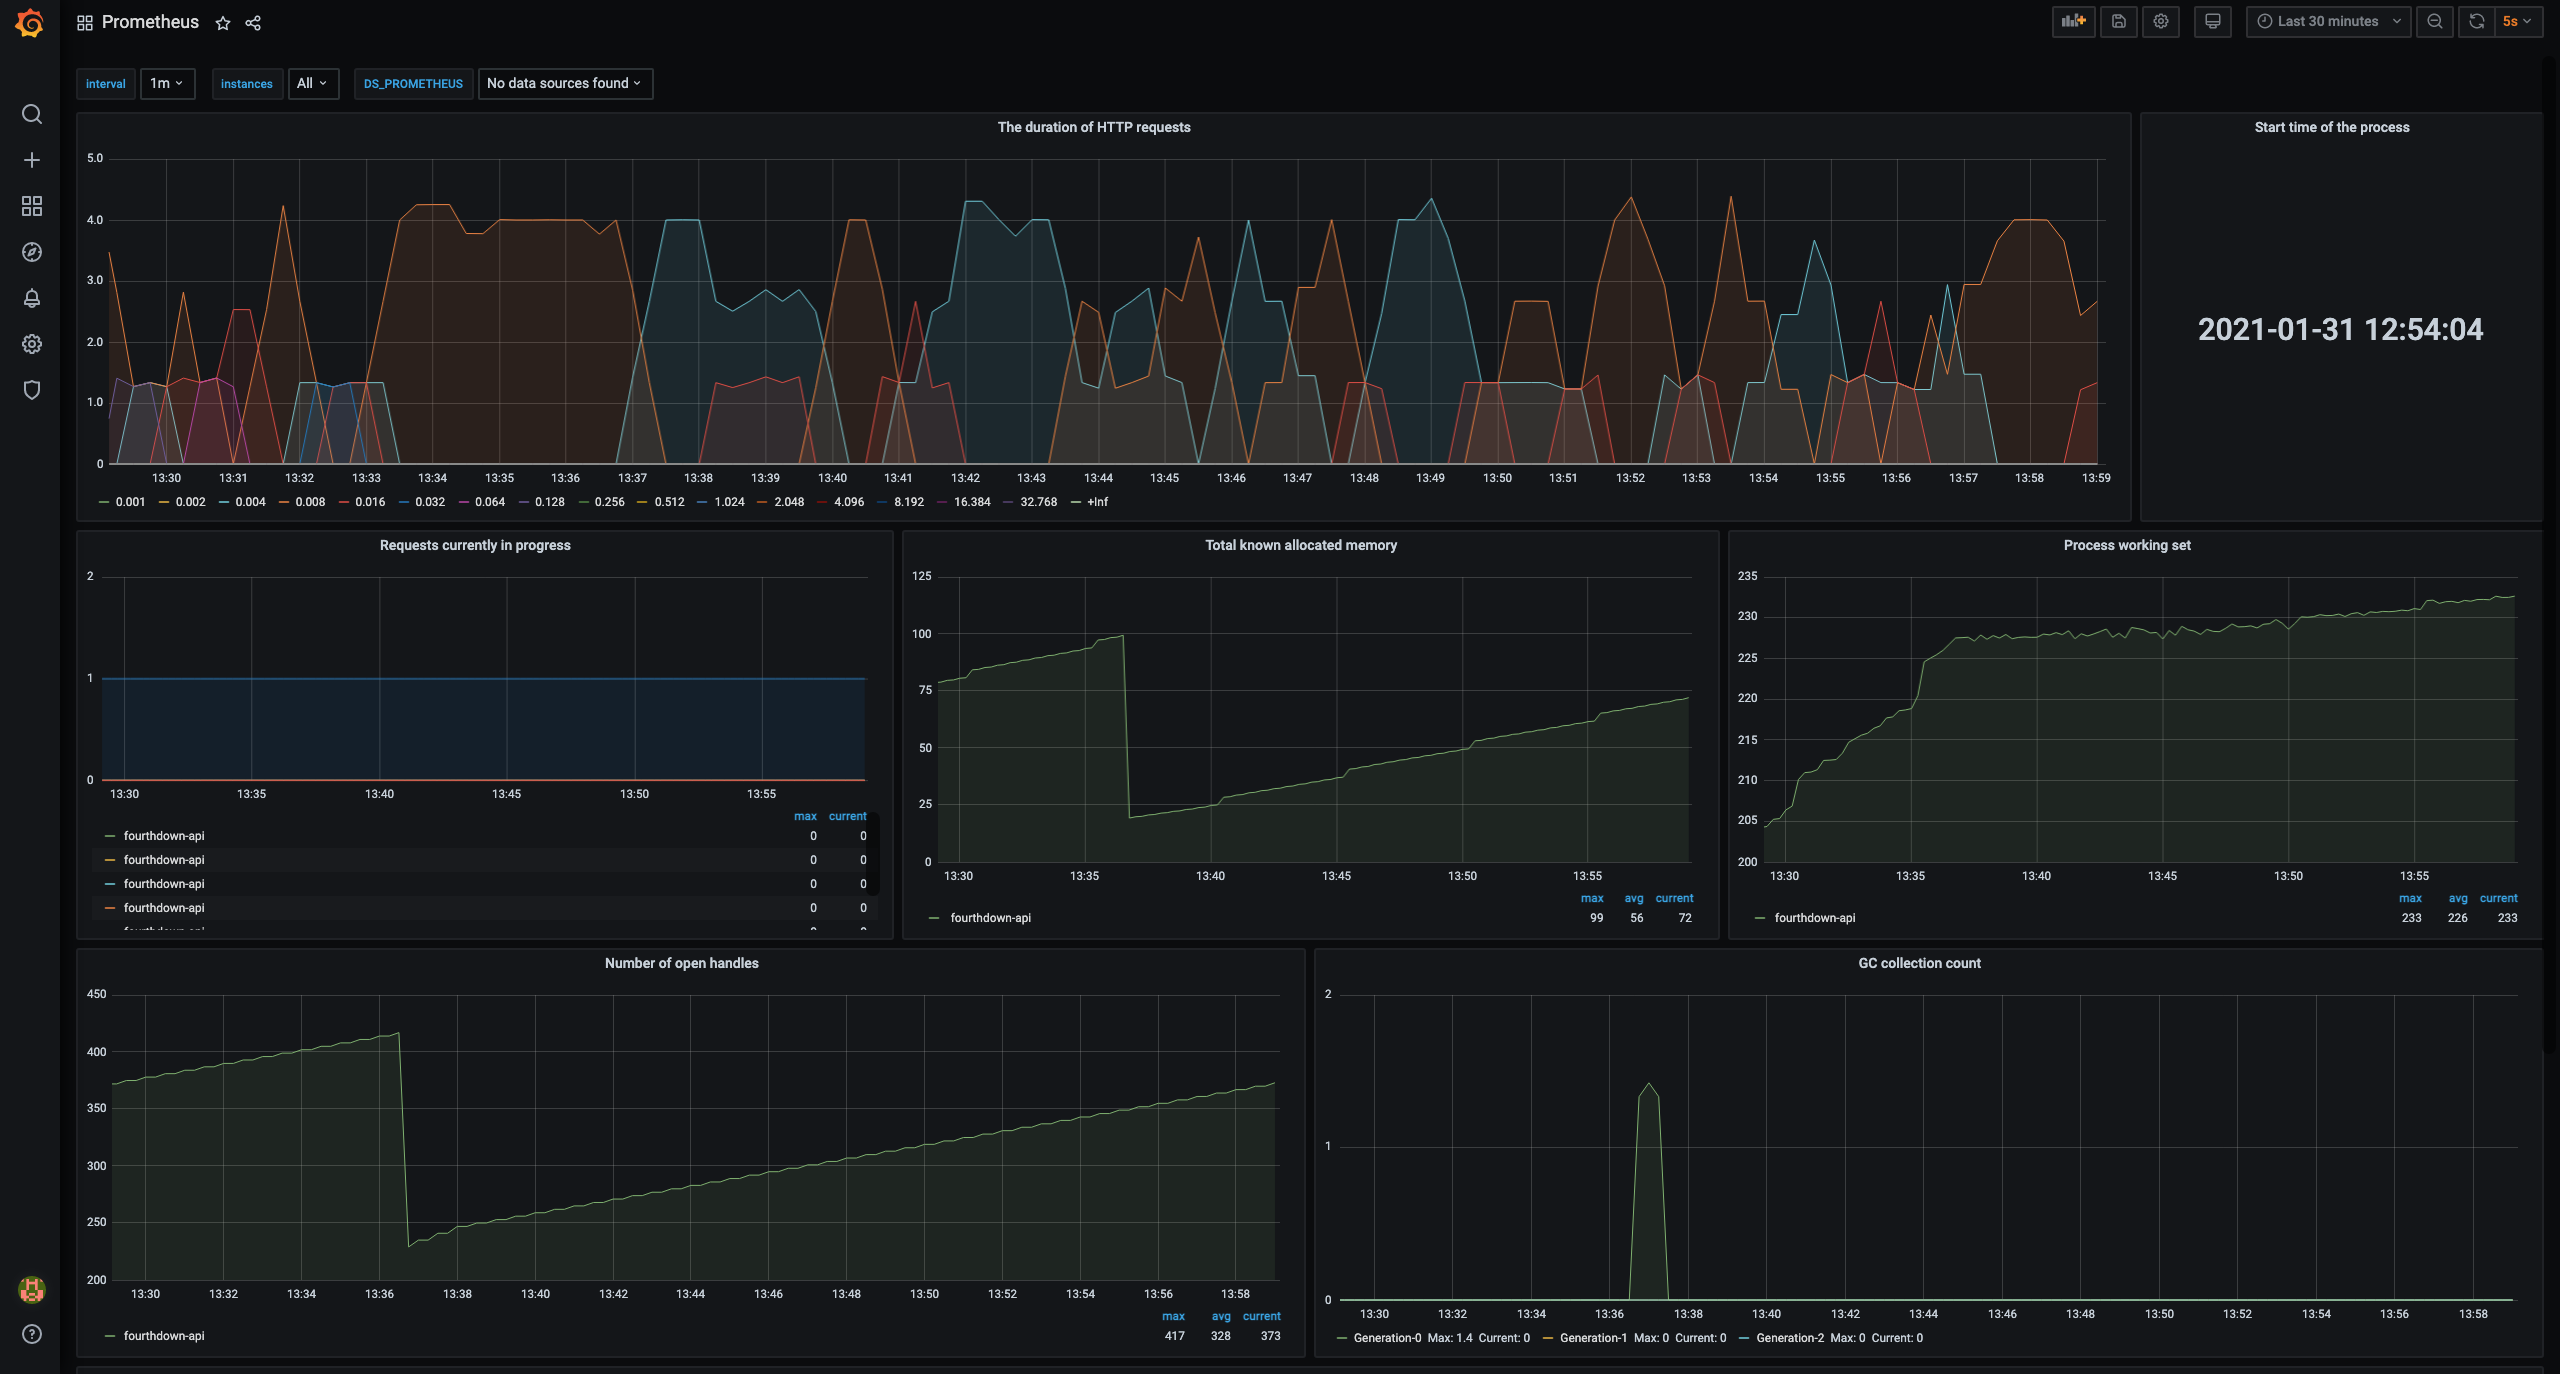 Prometheus
Last 30 minutes
5s
interval 1m instances All DS_PROMETHEUS No data sources found
The duration of HTTP requests
5.0
4.0
3.0
2.0
1.0
0
13:30 13:31 13:32 13:33 13:34 13:35 13:36 13:37 13:38 13:39 13:40 13:41 13:42 13:43 13:44 13:45 13:46 13:47 13:48 13:49 13:50 13:51 13:52 13:53 13:54 13:55 13:56 13:57 13:58 13:59
0.001 0.002 0.004 0.008 0.016 0.032 0.064 0.128 0.256 0.512 1.024 2.048 4.096 8.192 16.384 32.768 +Inf
Start time of the process
2021-01-31 12:54:04
Requests currently in progress
2
1
0
13:30 13:35 13:40 13:45 13:50 13:55
max current
fourthdown-api 0 0
fourthdown-api 0 0
fourthdown-api 0 0
fourthdown-api 0 0
Total known allocated memory
125
100
75
50
25
0
13:30 13:35 13:40 13:45 13:50 13:55
max avg current
fourthdown-api 99 56 72
Process working set
235
230
225
220
215
210
205
200
13:30 13:35 13:40 13:45 13:50 13:55
max avg current
fourthdown-api 233 226 233
Number of open handles
450
400
350
300
250
200
13:30 13:32 13:34 13:36 13:38 13:40 13:42 13:44 13:46 13:48 13:50 13:52 13:54 13:56 13:58
max avg current
fourthdown-api 417 328 373
GC collection count
2
1
0
13:30 13:32 13:34 13:36 13:38 13:40 13:42 13:44 13:46 13:48 13:50 13:52 13:54 13:56 13:58
Generation-0 Max: 1.4 Current: 0 Generation-1 Max: 0 Current: 0 Generation-2 Max: 0 Current: 0